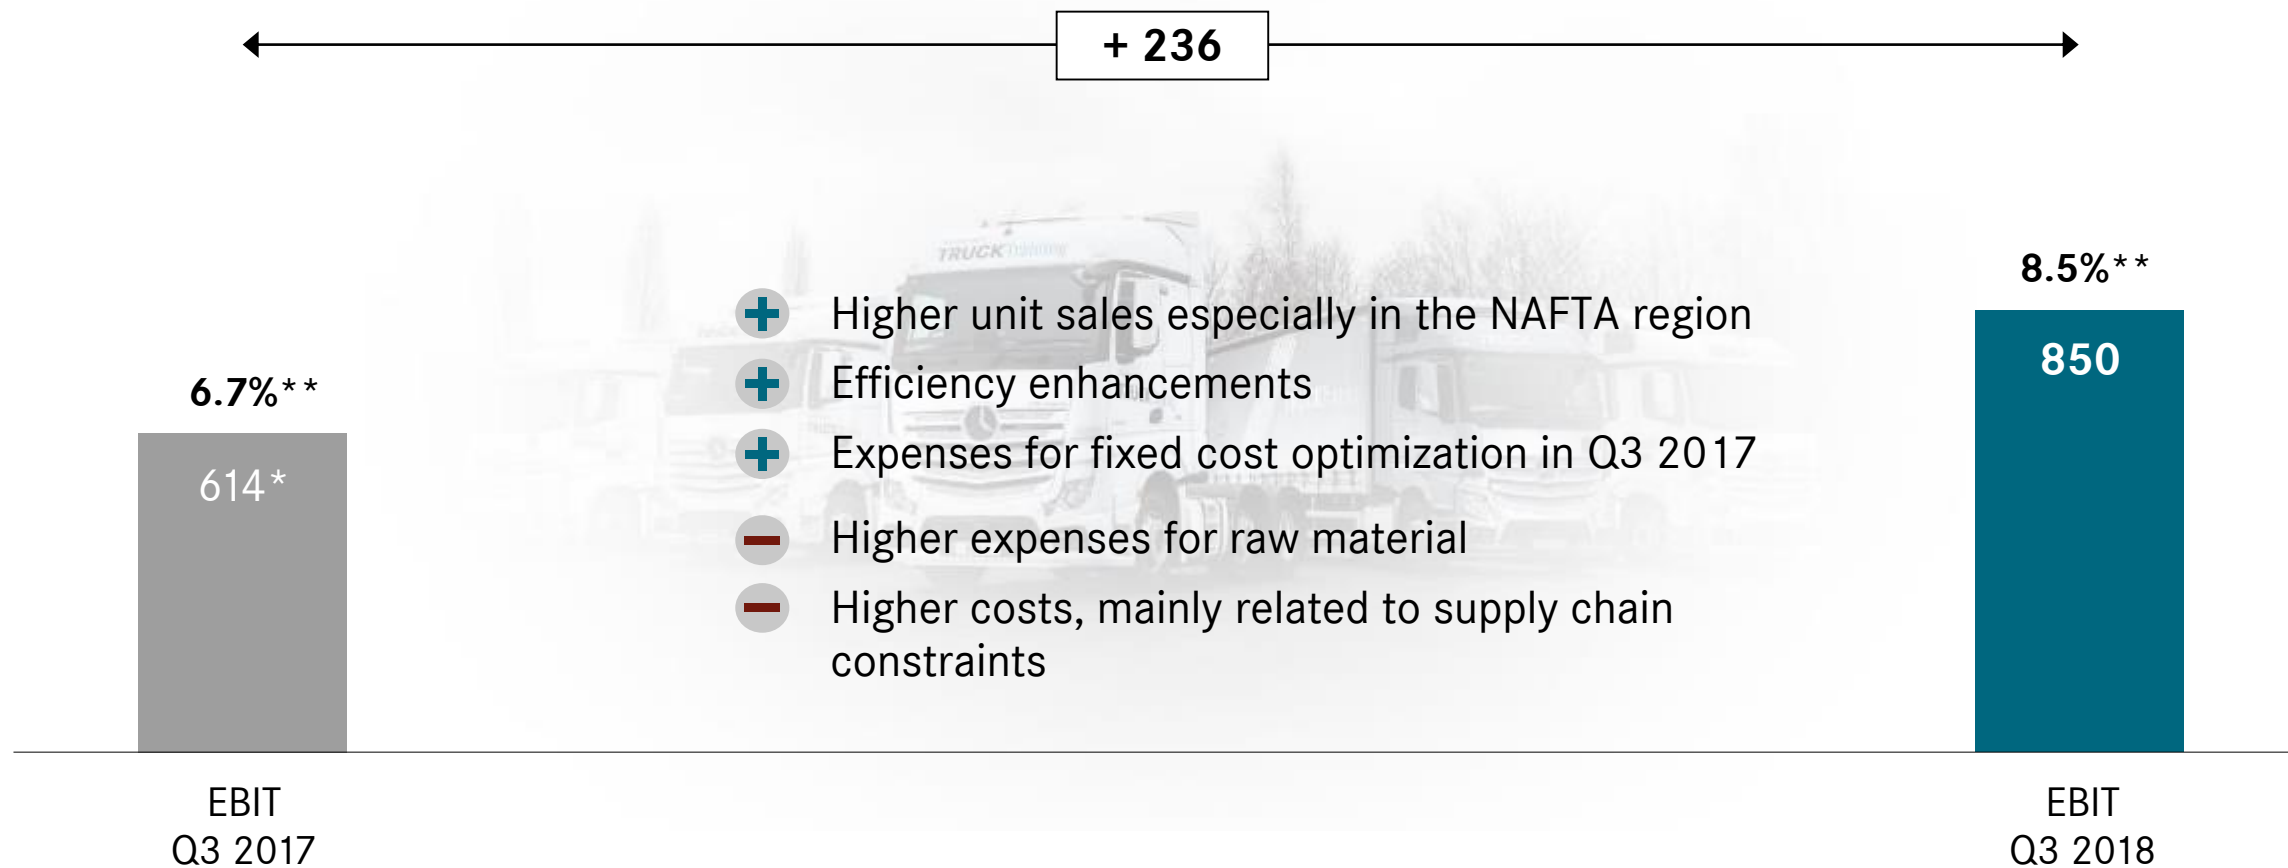 + 236
8.5%**
850
6.7%**
614*
TRUCK Training
Higher unit sales especially in the NAFTA region
Efficiency enhancements
Expenses for fixed cost optimization in Q3 2017
Higher expenses for raw material
Higher costs, mainly related to supply chain
constraints
EBIT
Q3 2017
EBIT
Q3 2018